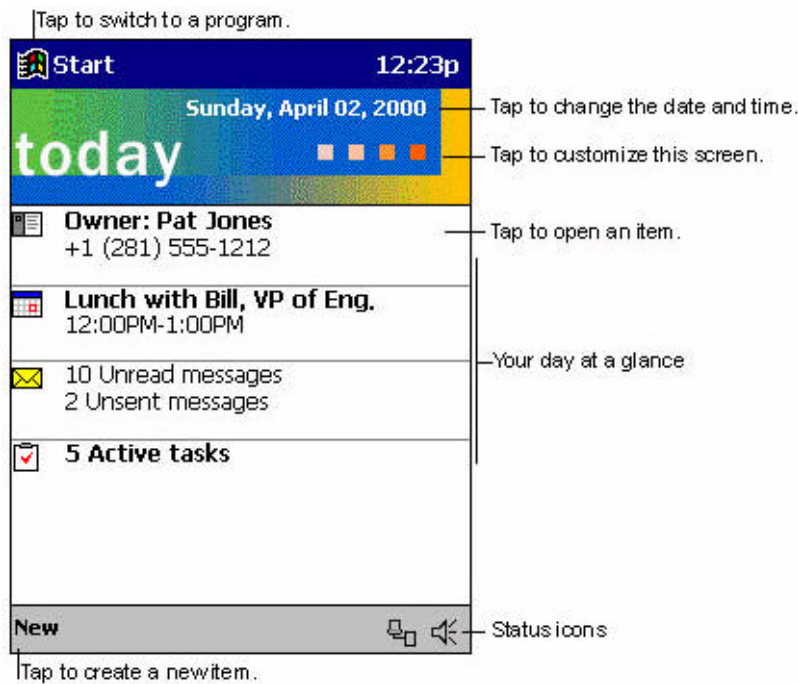 Tap to switch to a program.
Start 12:23p
Sunday, April 02, 2000
Tap to change the date and time.
today
Tap to customize this screen.
Owner: Pat Jones
+1 (281) 555-1212
Tap to open an item.
Lunch with Bill, VP of Eng.
12:00PM-1:00PM
Your day at a glance
10 Unread messages
2 Unsent messages
5 Active tasks
New
Status icons
Tap to create a new item.